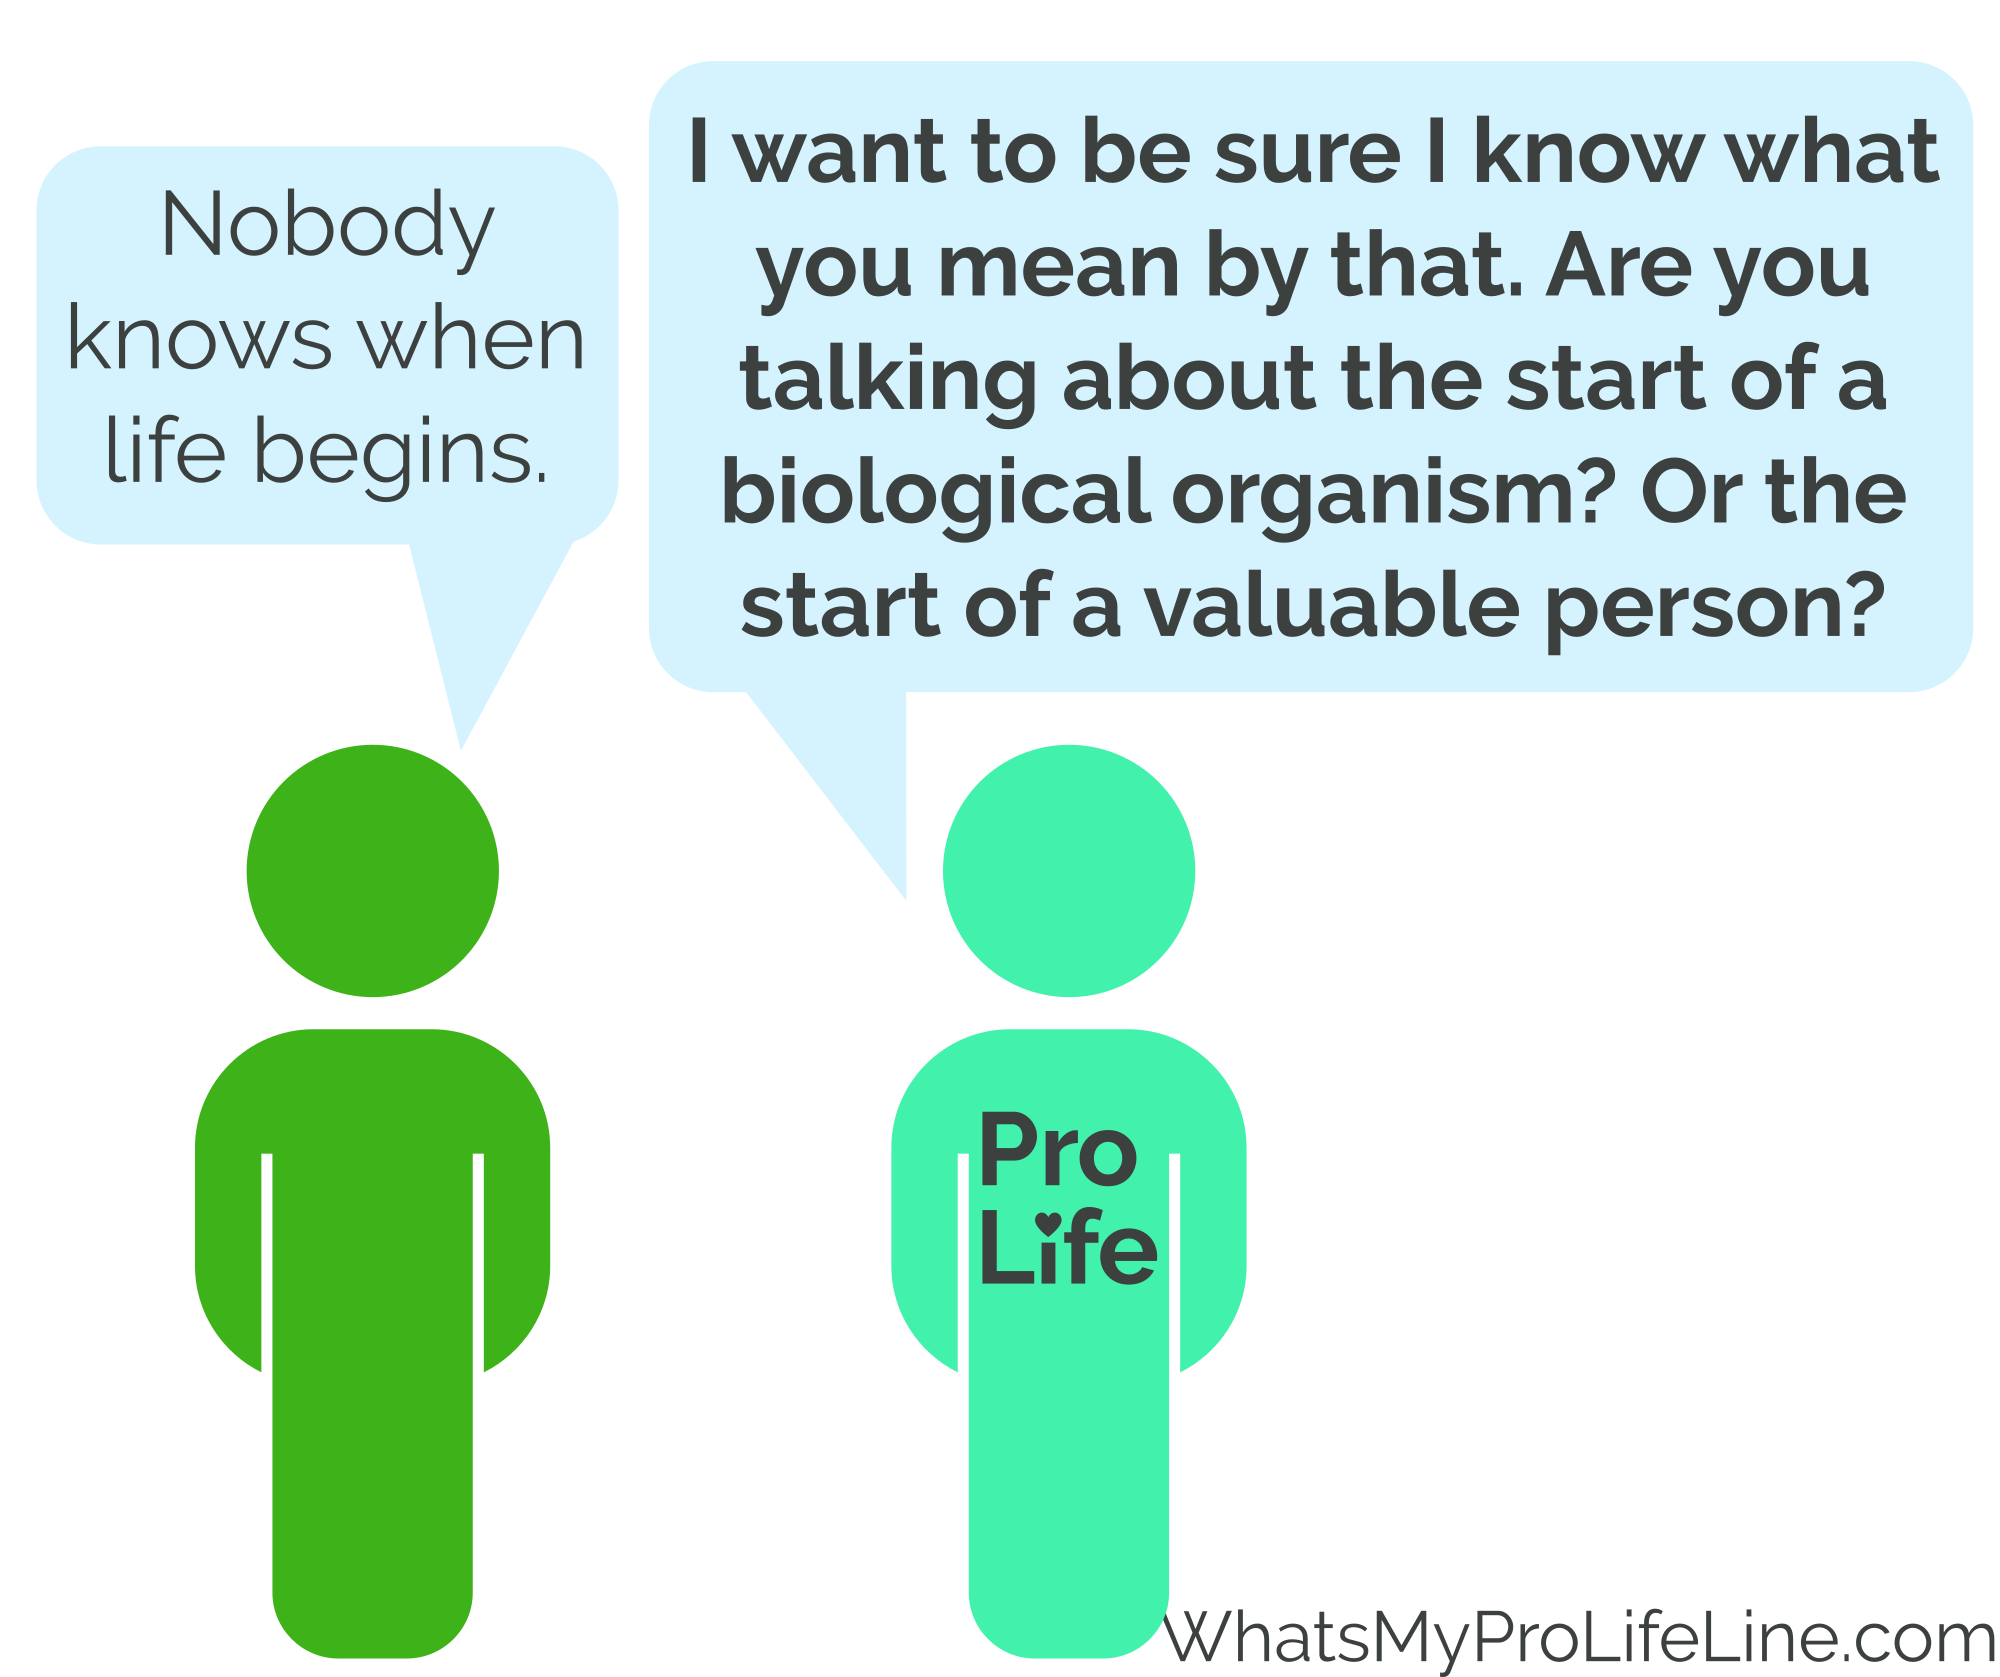 Nobody
knows when
life begins.
I want to be sure I know what
you mean by that. Are you
talking about the start of a
biological organism? Or the
start of a valuable person?
Pro
Life
WhatsMyProLifeLine.com